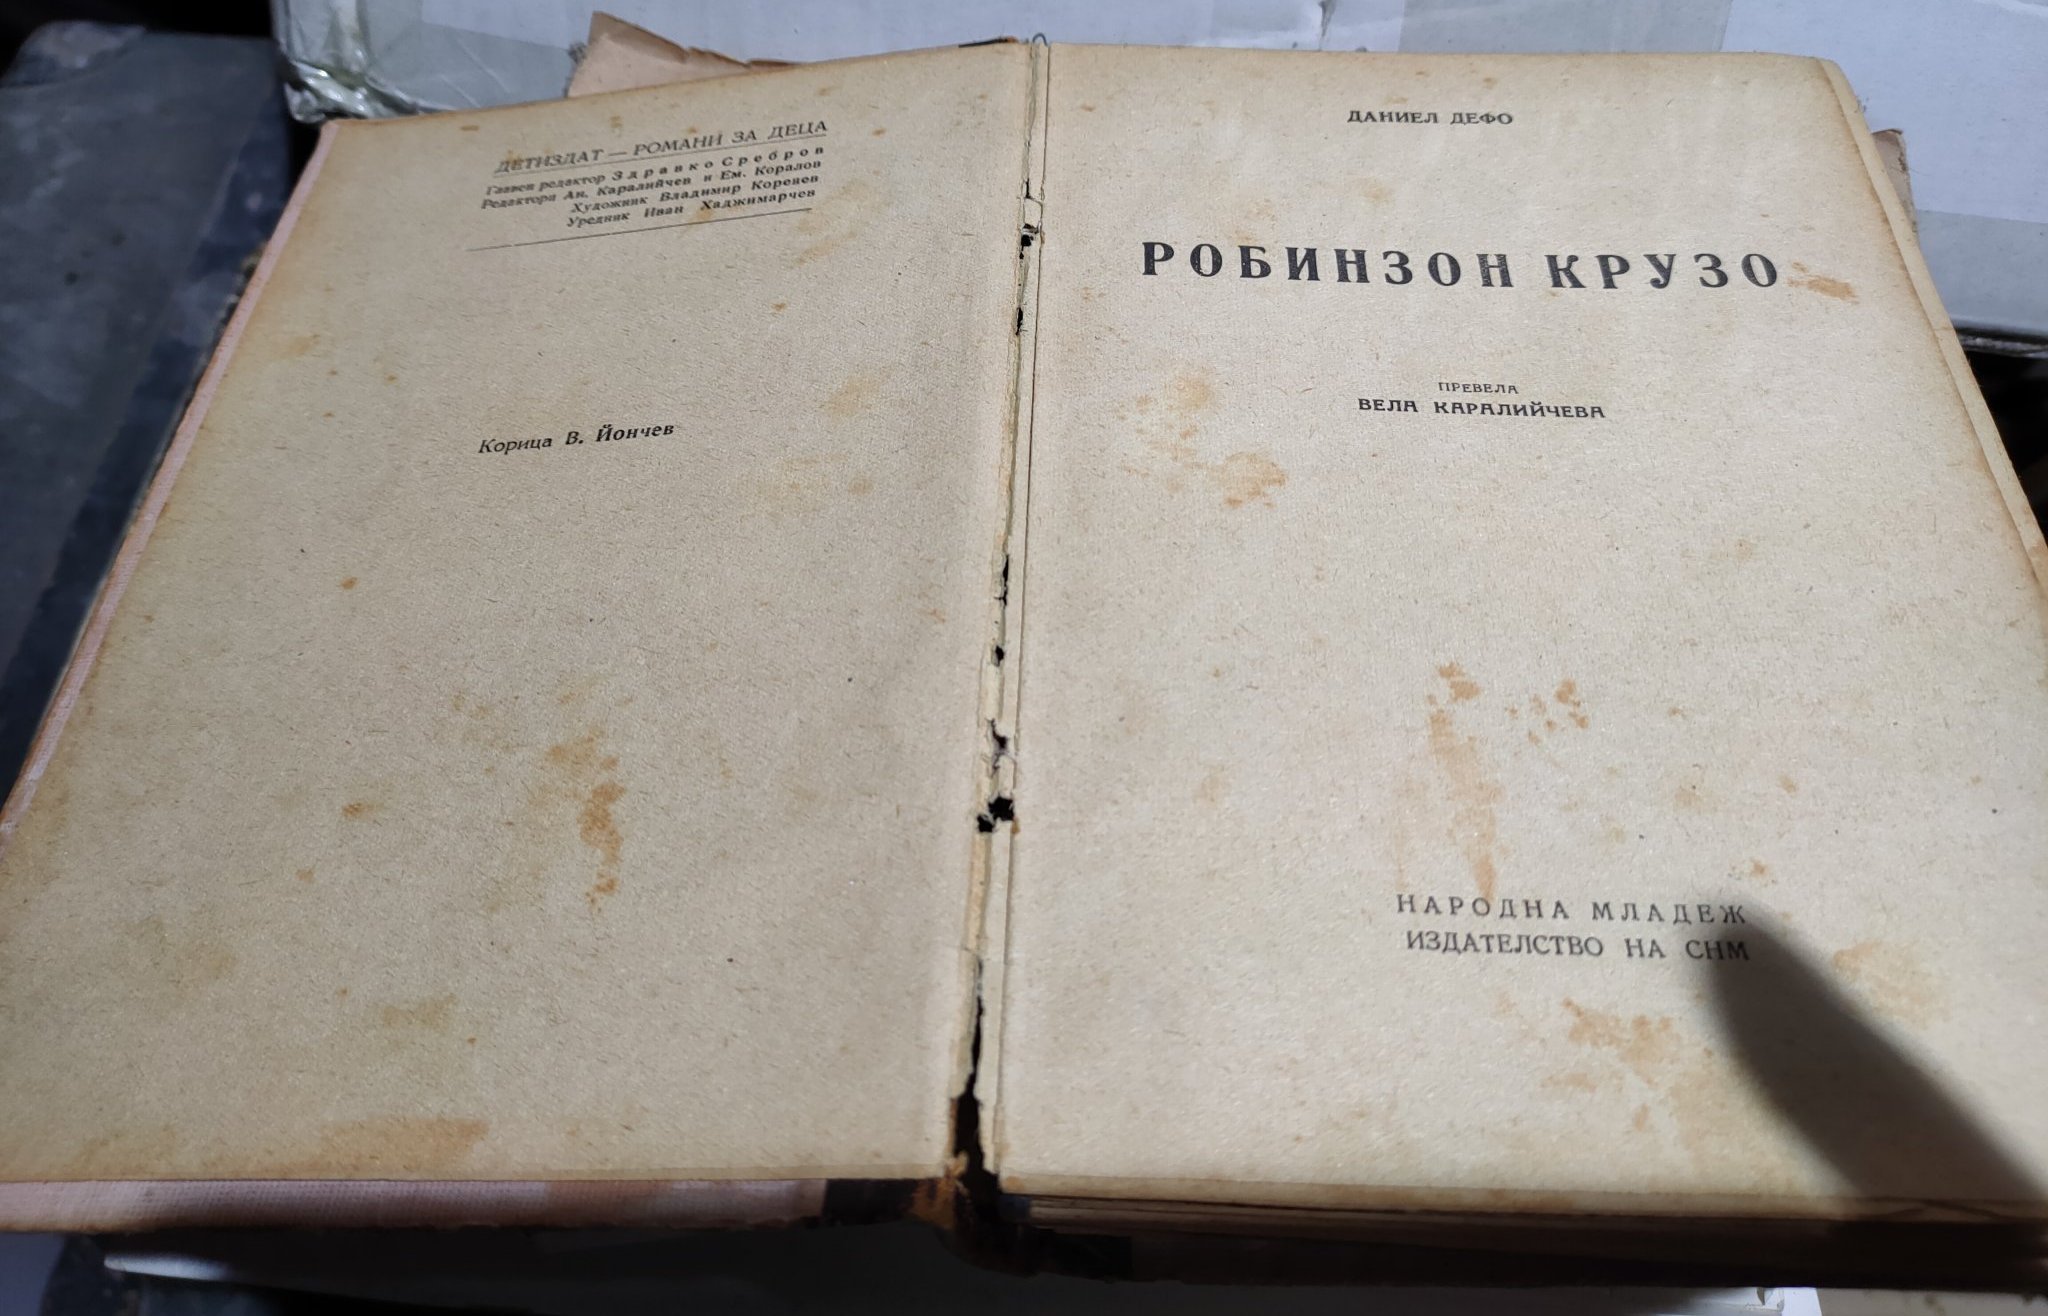 ДЕТИЗДАТ — РОМАНИ ЗА ДЕЦА
Главен редактор Здравко Сребров
Редактори Ан. Каралийчев и Ем. Коралов
Художник Владимир Коренев
Уредник Иван Хаджимарчев
Корица В. Йончев
ДАНИЕЛ ДЕФО
РОБИНЗОН КРУЗО
ПРЕВЕЛА
ВЕЛА КАРАЛИЙЧЕВА
НАРОДНА МЛАДЕЖ
ИЗДАТЕЛСТВО НА СНМ